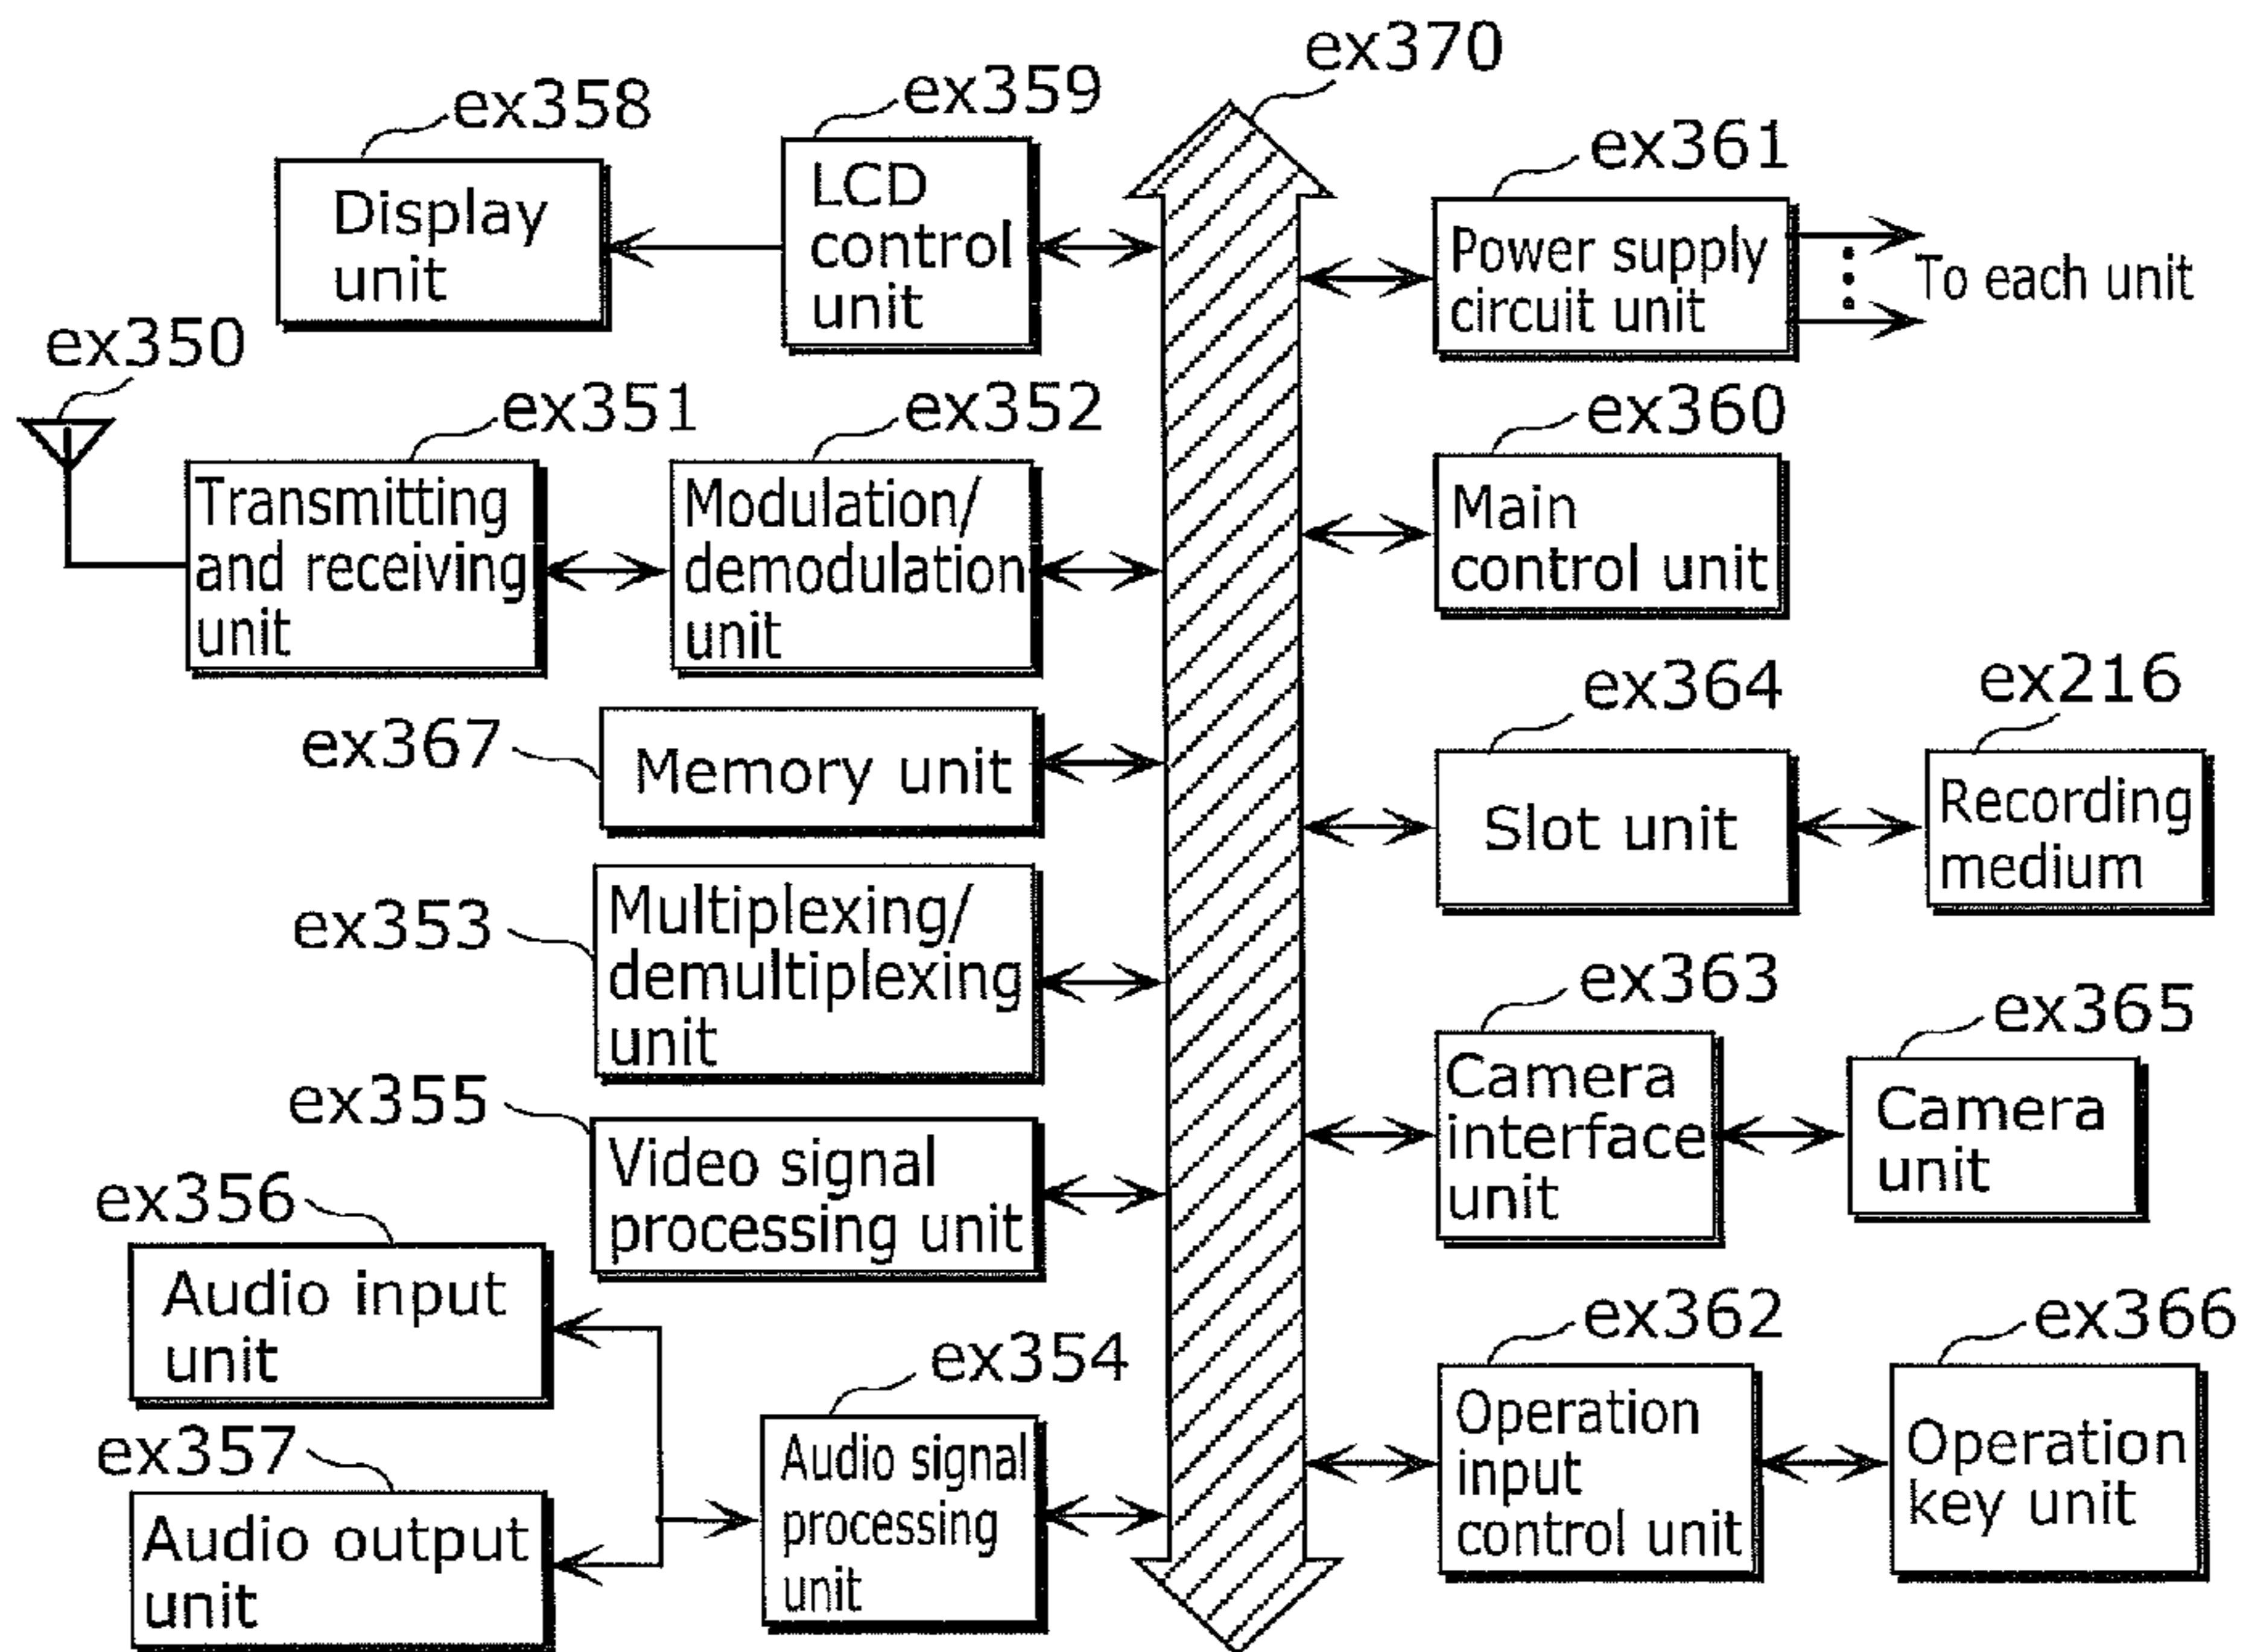 ex370
ex358
ex359
Display
unit
LCD
control
unit
ex361
Power supply
circuit unit
To each unit
ex350
ex351
ex352
Transmitting
and receiving
unit
Modulation/
demodulation
unit
ex360
Main
control unit
ex367
Memory unit
ex364
ex216
Slot unit
Recording
medium
ex353
Multiplexing/
demultiplexing
unit
ex363
ex365
Camera
interface
unit
Camera
unit
ex355
Video signal
processing unit
ex356
Audio input
unit
ex362
ex366
Operation
input
control unit
Operation
key unit
ex357
Audio output
unit
ex354
Audio signal
processing
unit